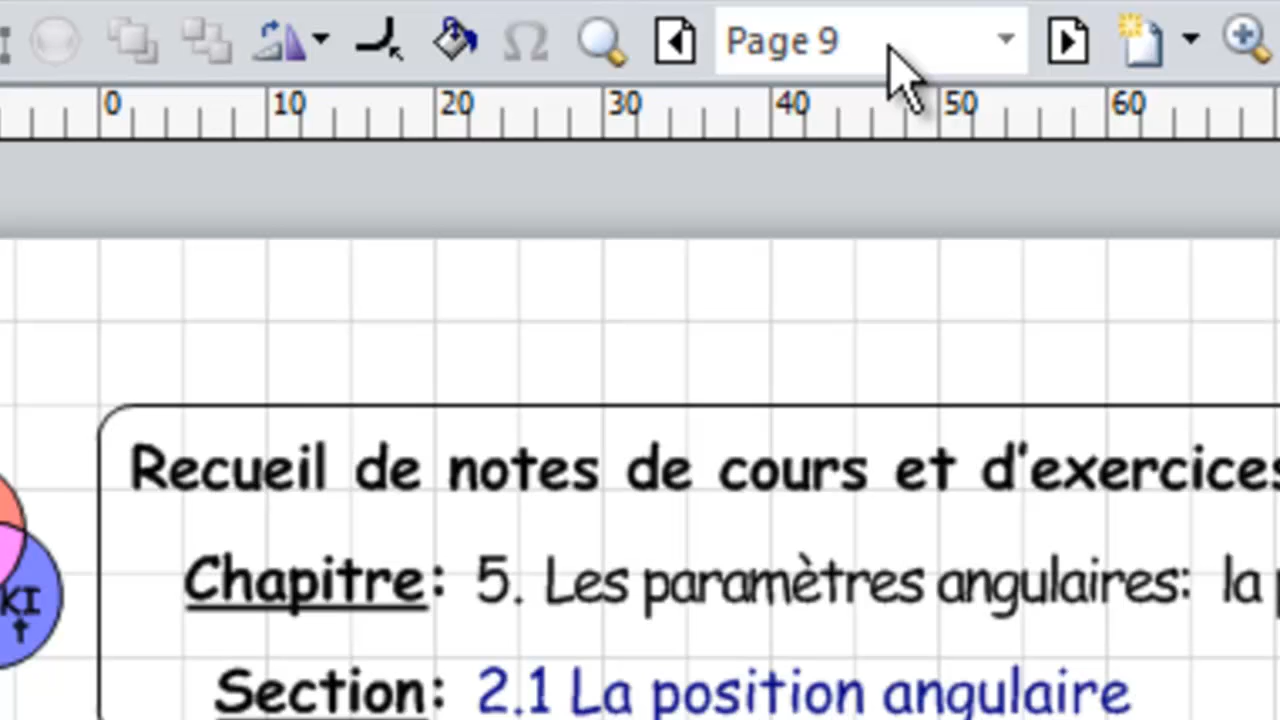 Page 9
0 10 20 30 40 50 60
Recueil de notes de cours et d'exercices
Chapitre: 5. Les paramètres angulaires: la
KI
t
Section: 2.1 La position angulaire